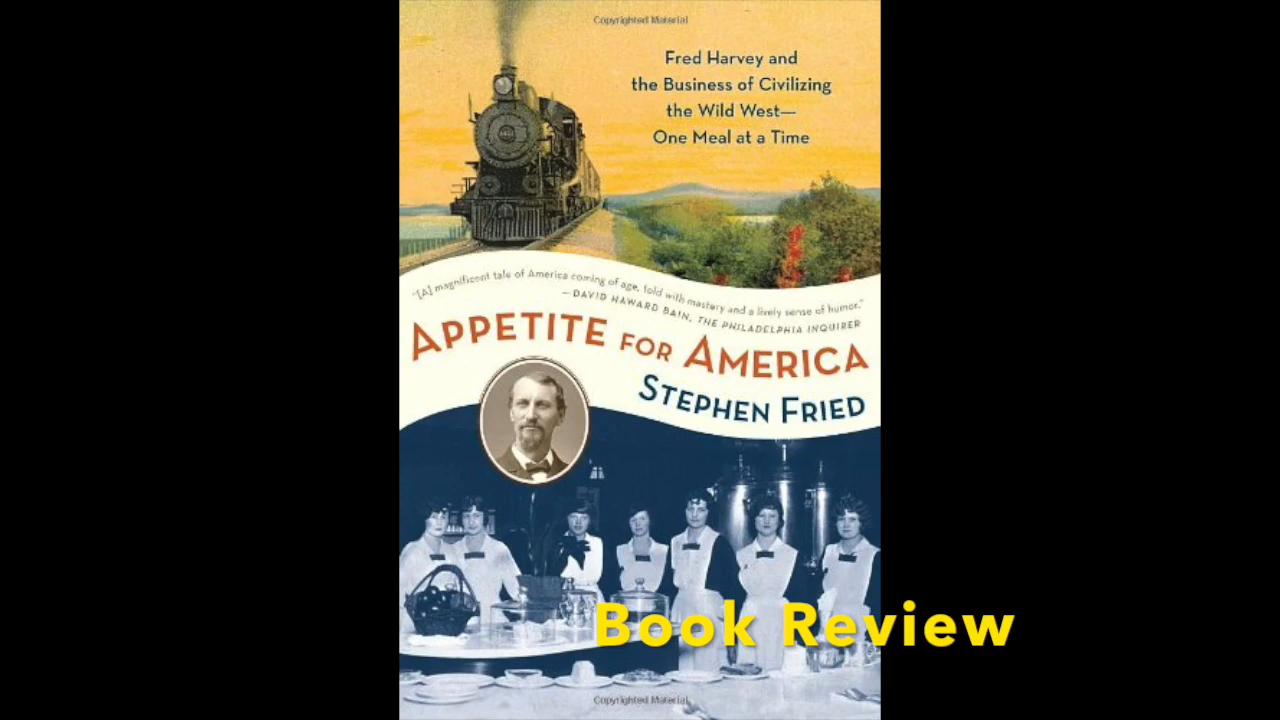 Copyrighted Material
Fred Harvey and
the Business of Civilizing
the Wild West—
One Meal at a Time
"[A] magnificent tale of America coming of age, told with mastery and a lively sense of humor."
—DAVID HAWARD BAIN, THE PHILADELPHIA INQUIRER
APPETITE FOR AMERICA
STEPHEN FRIED
Book Review
Copyrighted Material